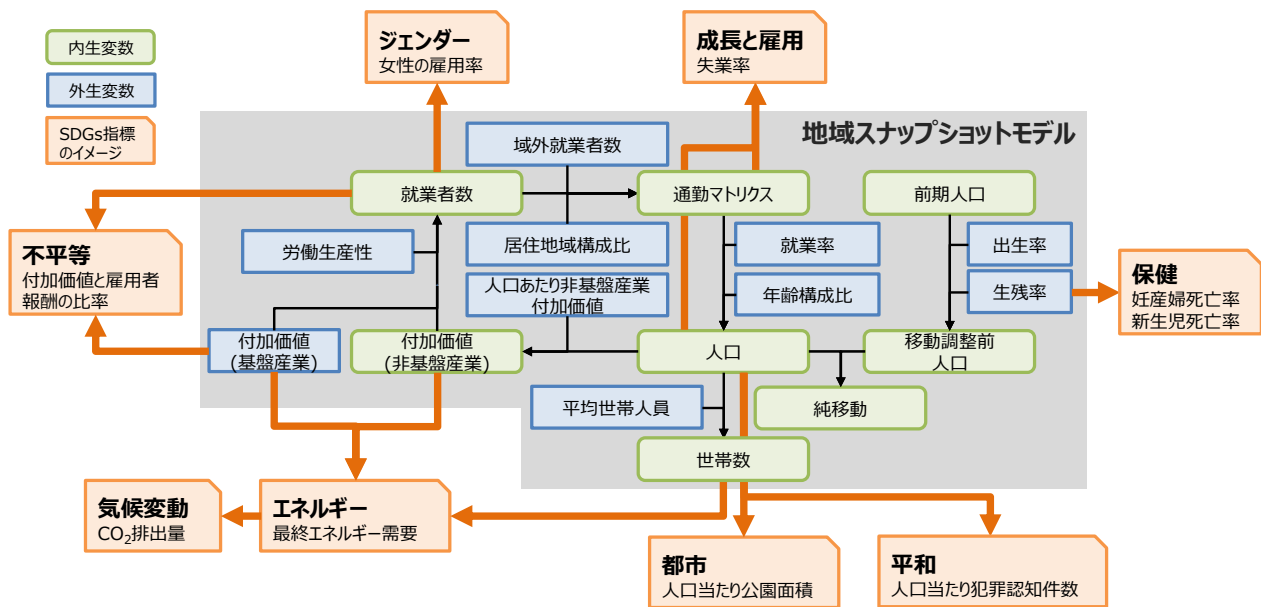 内生変数
外生変数
SDGs指標
のイメージ
ジェンダー
女性の雇用率
成長と雇用
失業率
地域スナップショットモデル
域外就業者数
就業者数
通勤マトリクス
前期人口
労働生産性
居住地域構成比
就業率
出生率
不平等
付加価値と雇用者
報酬の比率
人口あたり非基盤産業
付加価値
年齢構成比
生残率
保健
妊産婦死亡率
新生児死亡率
付加価値
(基盤産業)
付加価値
(非基盤産業)
人口
移動調整前
人口
平均世帯人員
純移動
世帯数
気候変動
CO₂排出量
エネルギー
最終エネルギー需要
都市
人口当たり公園面積
平和
人口当たり犯罪認知件数